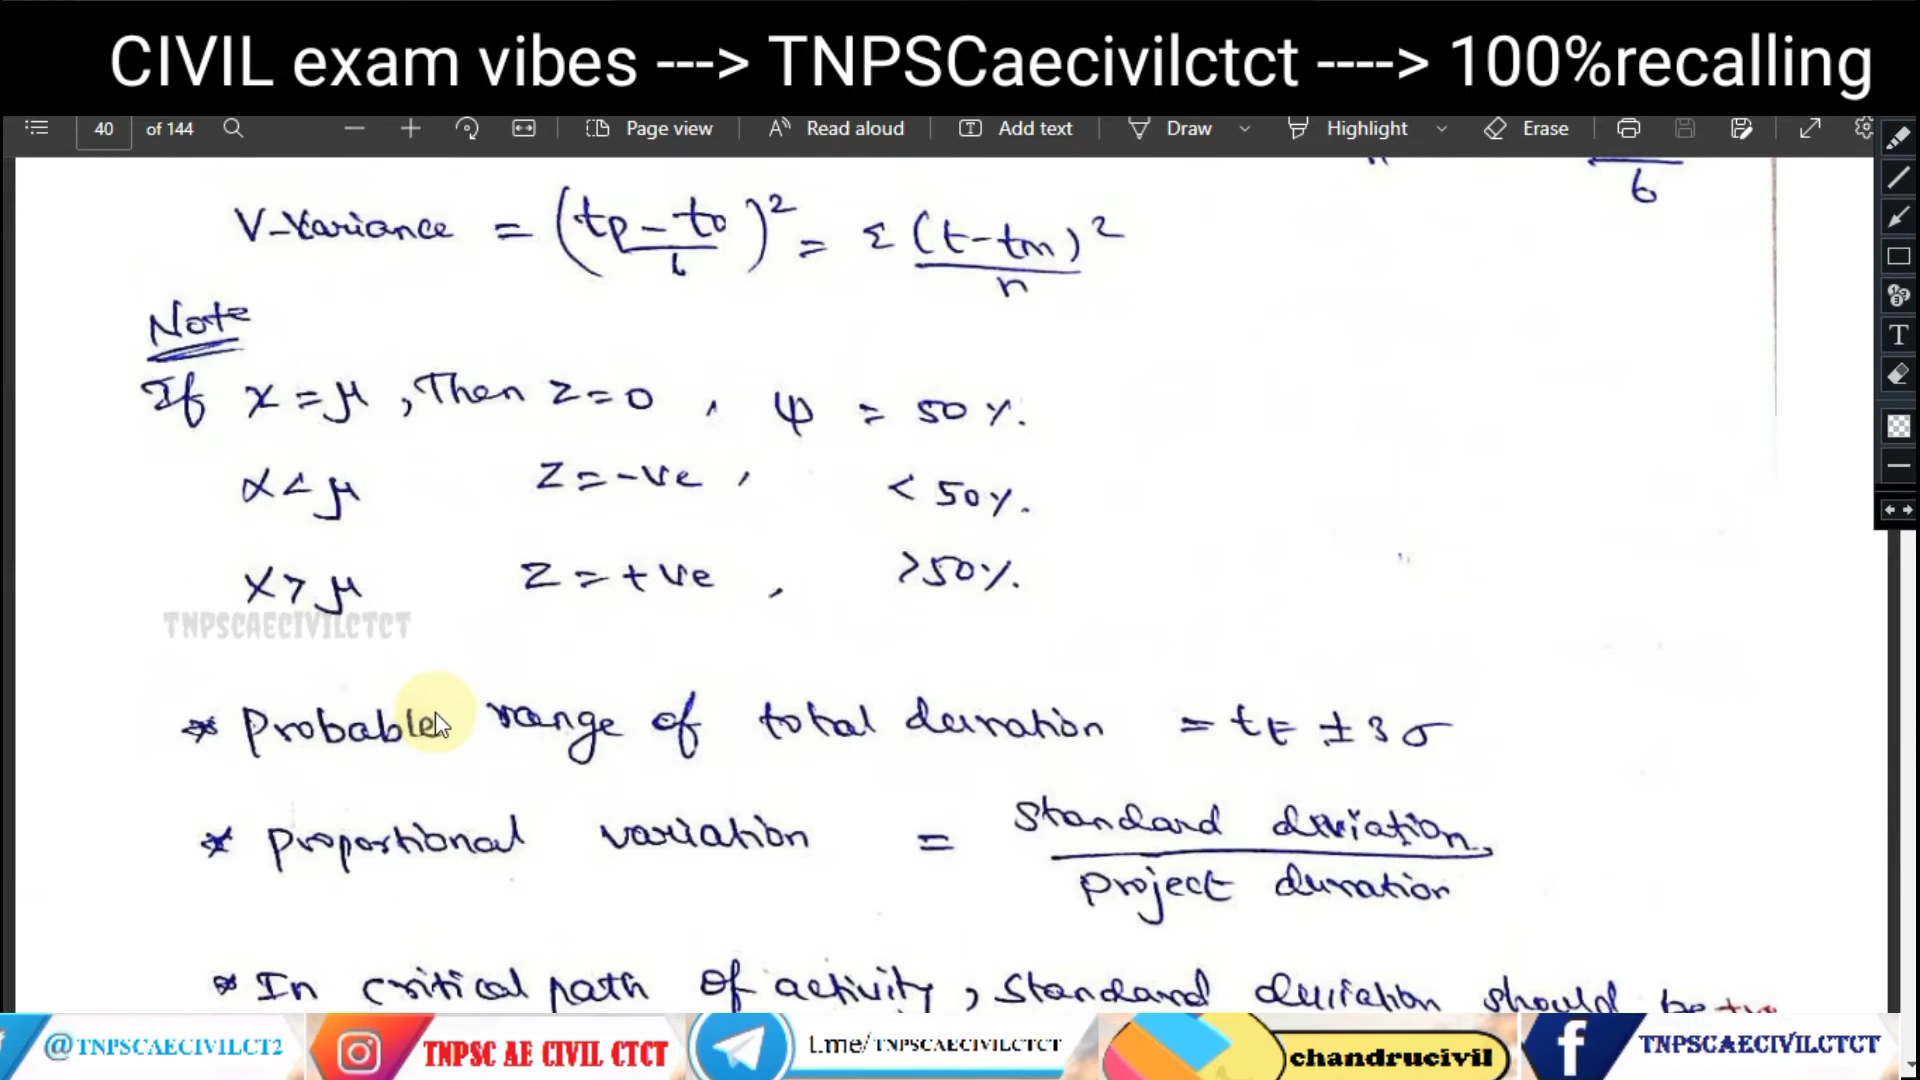 CIVIL exam vibes ---> TNPSCaecivilctct ----> 100%recalling
40 of 144 Page view Read aloud Add text Draw Highlight Erase
6
V-Variance = (tp - to / 6)² = Σ (t - tm)² / n
Note
If x = μ, Then z = 0, φ = 50%.
x < μ z = -ve, < 50%.
x > μ z = +ve, > 50%.
TNPSCAECIVILCTCT
* Probable range of total duration = tE ± 3σ
* Proportional variation = Standard deviation / Project duration
* In critical path of activity, Standard deviation should be +ve
@TNPSCAECIVILCT2 TNPSC AE CIVIL CTCT t.me/TNPSCAECIVILCTCT chandrucivil TNPSCAECIVILCTCT